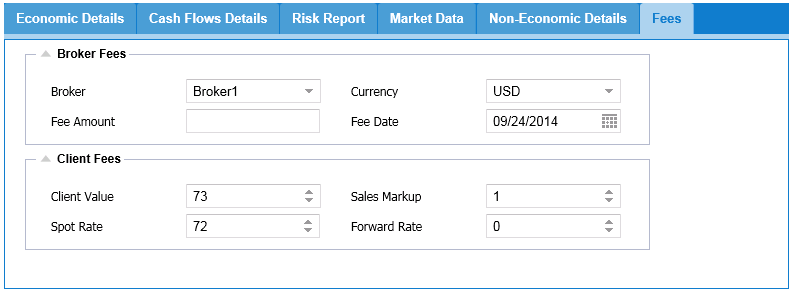 Economic Details Cash Flows Details Risk Report Market Data Non-Economic Details Fees
Broker Fees
Broker Broker1 Currency USD
Fee Amount Fee Date 09/24/2014
Client Fees
Client Value 73 Sales Markup 1
Spot Rate 72 Forward Rate 0